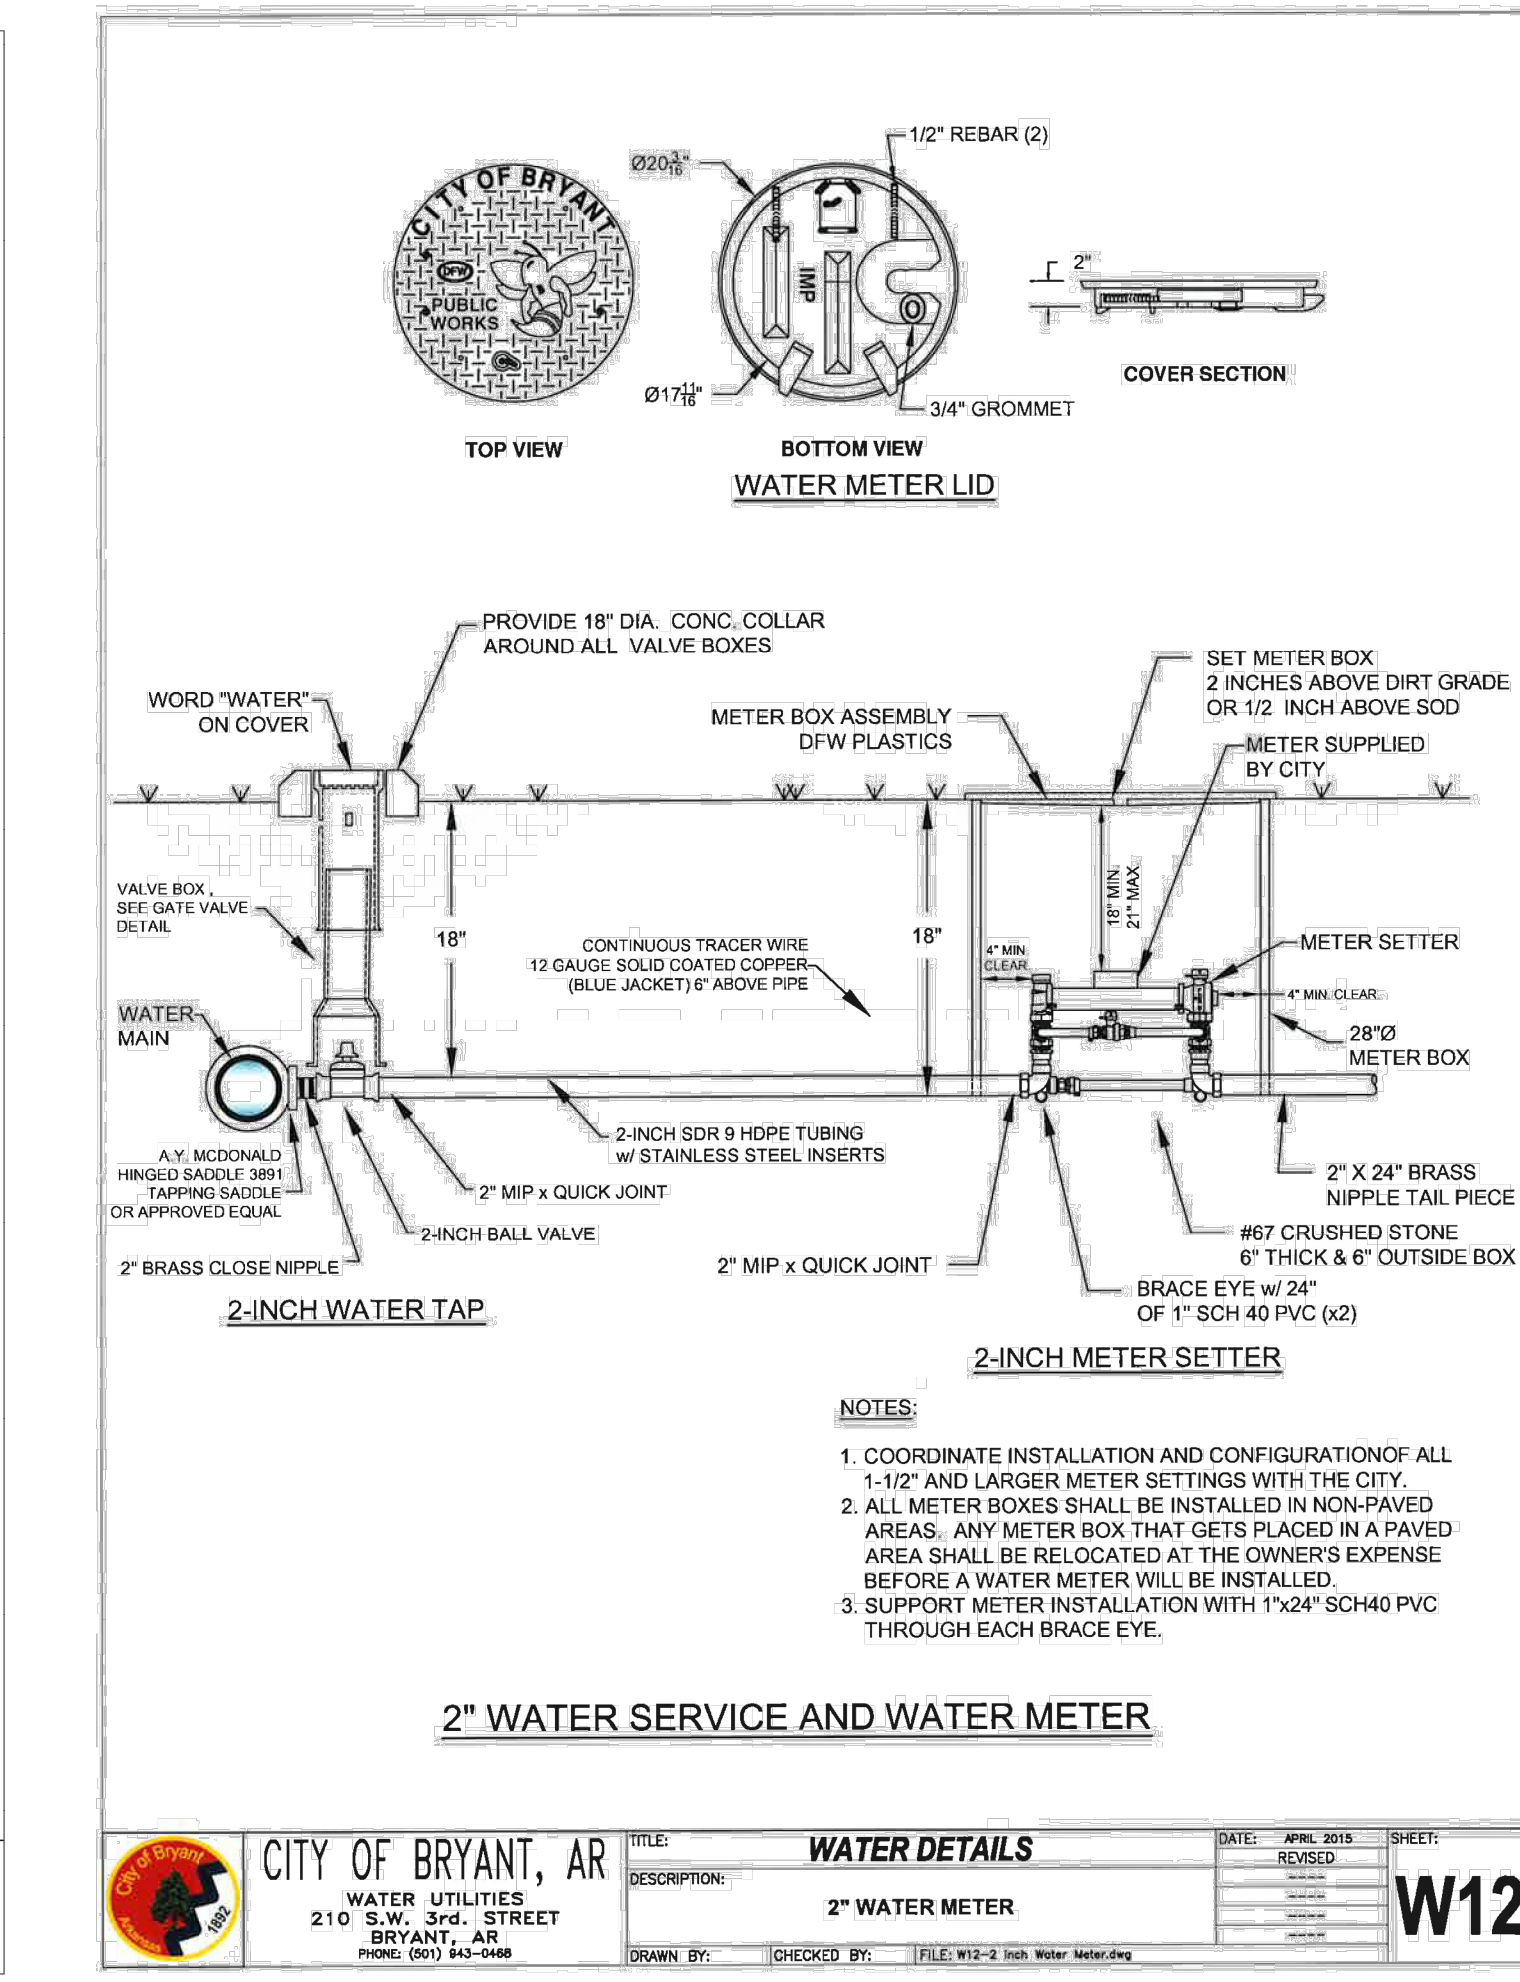 1/2" REBAR (2)
Ø20 3/16"
CITY OF BRYANT
DFW
PUBLIC
WORKS
IMP
2"
COVER SECTION
Ø17 11/16"
3/4" GROMMET
TOP VIEW
BOTTOM VIEW
WATER METER LID
PROVIDE 18" DIA. CONC. COLLAR
AROUND ALL VALVE BOXES
WORD "WATER"
ON COVER
METER BOX ASSEMBLY
DFW PLASTICS
SET METER BOX
2 INCHES ABOVE DIRT GRADE
OR 1/2 INCH ABOVE SOD
METER SUPPLIED
BY CITY
VALVE BOX,
SEE GATE VALVE
DETAIL
18"
18"
18" MIN
21" MAX
CONTINUOUS TRACER WIRE
12 GAUGE SOLID COATED COPPER
(BLUE JACKET) 6" ABOVE PIPE
4" MIN
CLEAR
METER SETTER
4" MIN. CLEAR
WATER
MAIN
28"Ø
METER BOX
A.Y. MCDONALD
HINGED SADDLE 3891
TAPPING SADDLE
OR APPROVED EQUAL
2-INCH SDR 9 HDPE TUBING
w/ STAINLESS STEEL INSERTS
2" MIP x QUICK JOINT
2-INCH BALL VALVE
2" BRASS CLOSE NIPPLE
2" X 24" BRASS
NIPPLE TAIL PIECE
#67 CRUSHED STONE
6" THICK & 6" OUTSIDE BOX
2" MIP x QUICK JOINT
BRACE EYE w/ 24"
OF 1" SCH 40 PVC (x2)
2-INCH WATER TAP
2-INCH METER SETTER
NOTES:
1. COORDINATE INSTALLATION AND CONFIGURATIONOF ALL
1-1/2" AND LARGER METER SETTINGS WITH THE CITY.
2. ALL METER BOXES SHALL BE INSTALLED IN NON-PAVED
AREAS. ANY METER BOX THAT GETS PLACED IN A PAVED
AREA SHALL BE RELOCATED AT THE OWNER'S EXPENSE
BEFORE A WATER METER WILL BE INSTALLED.
3. SUPPORT METER INSTALLATION WITH 1"x24" SCH40 PVC
THROUGH EACH BRACE EYE.
2" WATER SERVICE AND WATER METER
City of Bryant
Arkansas
1892
CITY OF BRYANT, AR
WATER UTILITIES
210 S.W. 3rd. STREET
BRYANT, AR
PHONE: (501) 943-0468
TITLE:
WATER DETAILS
DESCRIPTION:
2" WATER METER
DRAWN BY:
CHECKED BY:
FILE: W12-2 Inch Water Meter.dwg
DATE: APRIL 2015
REVISED
----
----
----
----
SHEET:
W12